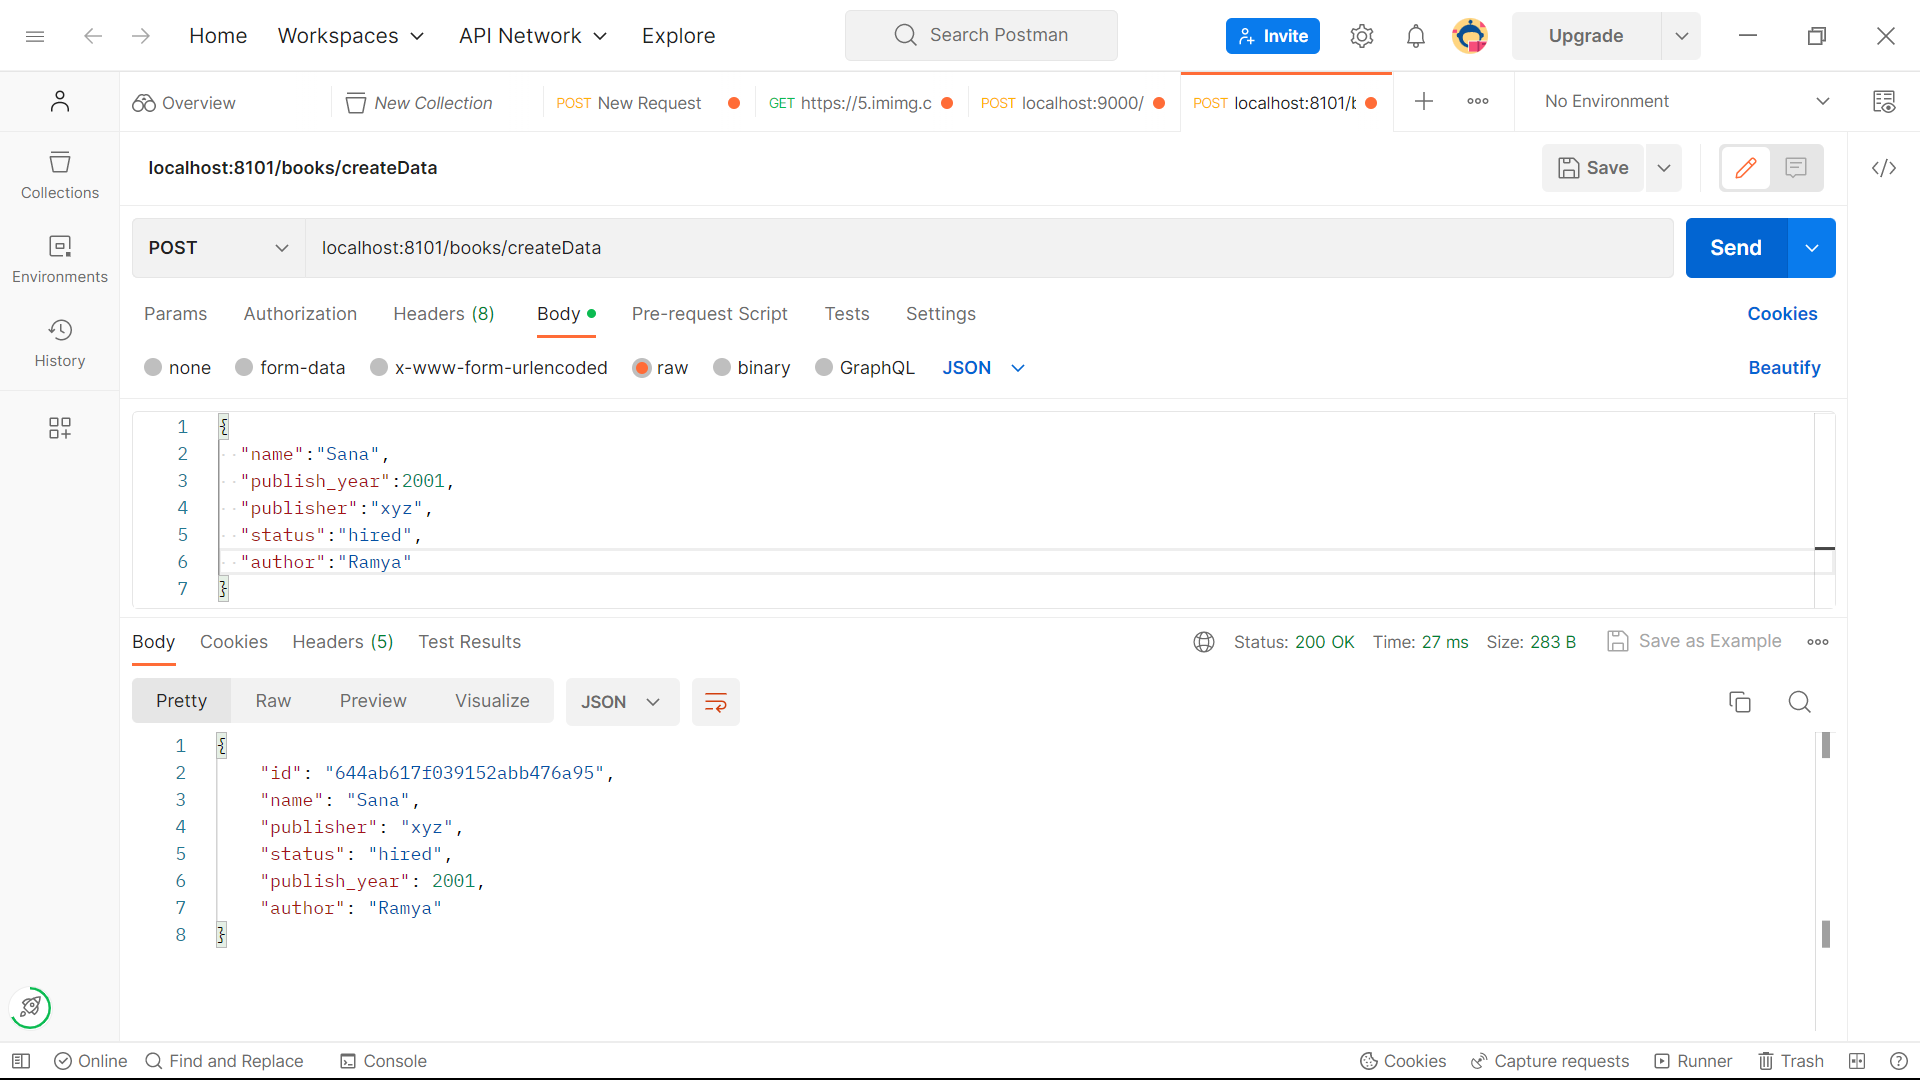 Home Workspaces API Network Explore Search Postman Invite Upgrade
Overview New Collection POST New Request GET https://5.imimg.c POST localhost:9000/ POST localhost:8101/b No Environment
localhost:8101/books/createData Save
POST localhost:8101/books/createData Send
Params Authorization Headers (8) Body Pre-request Script Tests Settings Cookies
none form-data x-www-form-urlencoded raw binary GraphQL JSON Beautify
Collections
Environments
History
1 {
2 "name":"Sana",
3 "publish_year":2001,
4 "publisher":"xyz",
5 "status":"hired",
6 "author":"Ramya"
7 }
Body Cookies Headers (5) Test Results Status: 200 OK Time: 27 ms Size: 283 B Save as Example
Pretty Raw Preview Visualize JSON
1 {
2 "id": "644ab617f039152abb476a95",
3 "name": "Sana",
4 "publisher": "xyz",
5 "status": "hired",
6 "publish_year": 2001,
7 "author": "Ramya"
8 }
Online Find and Replace Console Cookies Capture requests Runner Trash